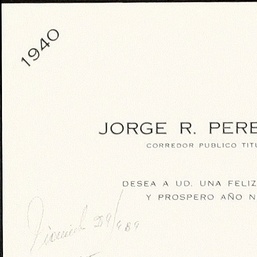 1940
JORGE R. PERE
CORREDOR PUBLICO TITU
DESEA A UD. UNA FELIZ
Y PROSPERO AÑO N